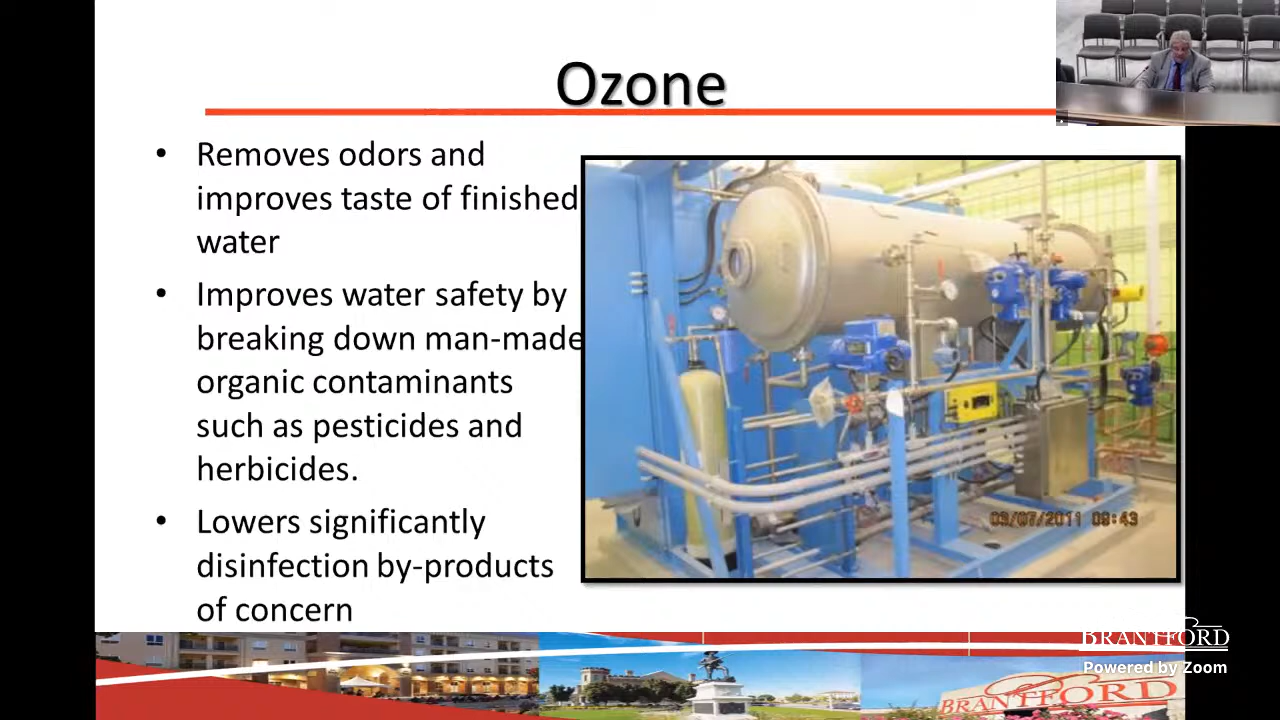 Ozone
• Removes odors and
improves taste of finished
water
• Improves water safety by
breaking down man-made
organic contaminants
such as pesticides and
herbicides.
• Lowers significantly
disinfection by-products
of concern
09/07/2011 09:43
BRANTFORD
Powered by Zoom
BRANTFORD